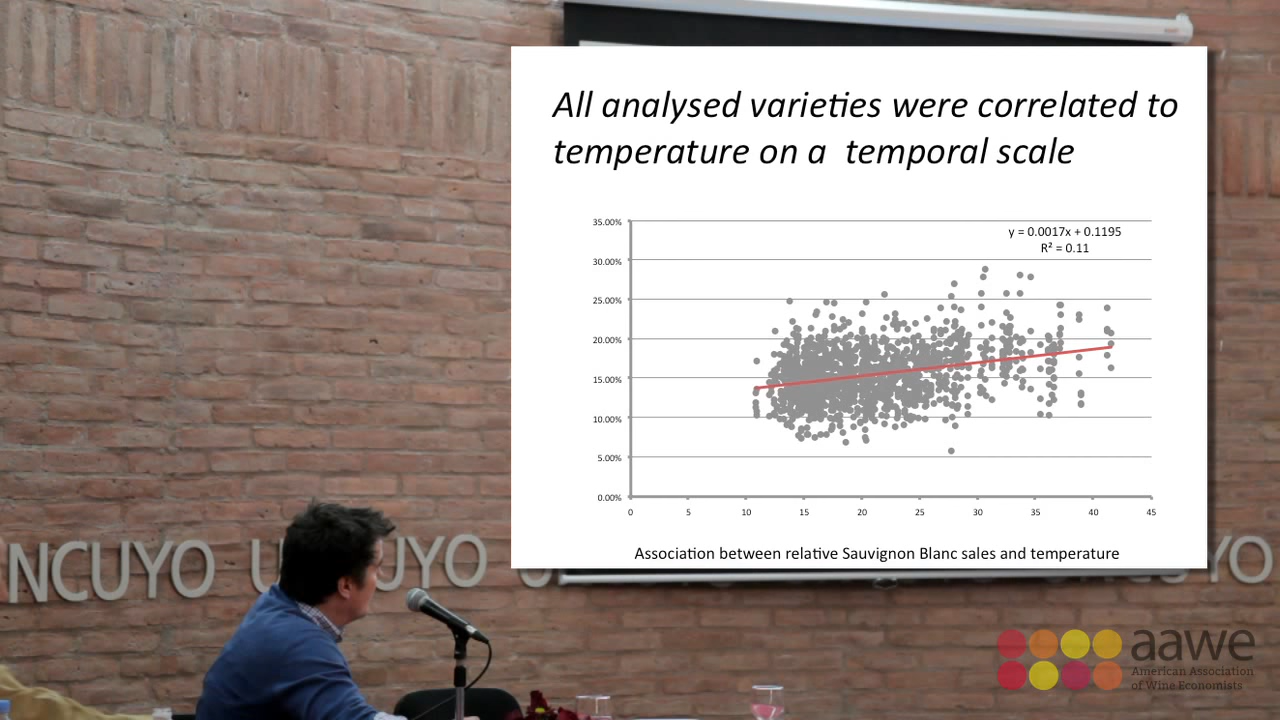 All analysed varieties were correlated to
temperature on a temporal scale
35.00%
30.00%
25.00%
20.00%
15.00%
10.00%
5.00%
0.00%
y = 0.0017x + 0.1195
R² = 0.11
0 5 10 15 20 25 30 35 40 45
Association between relative Sauvignon Blanc sales and temperature
NCUYO U UYO U YO
aawe
American Association
of Wine Economists